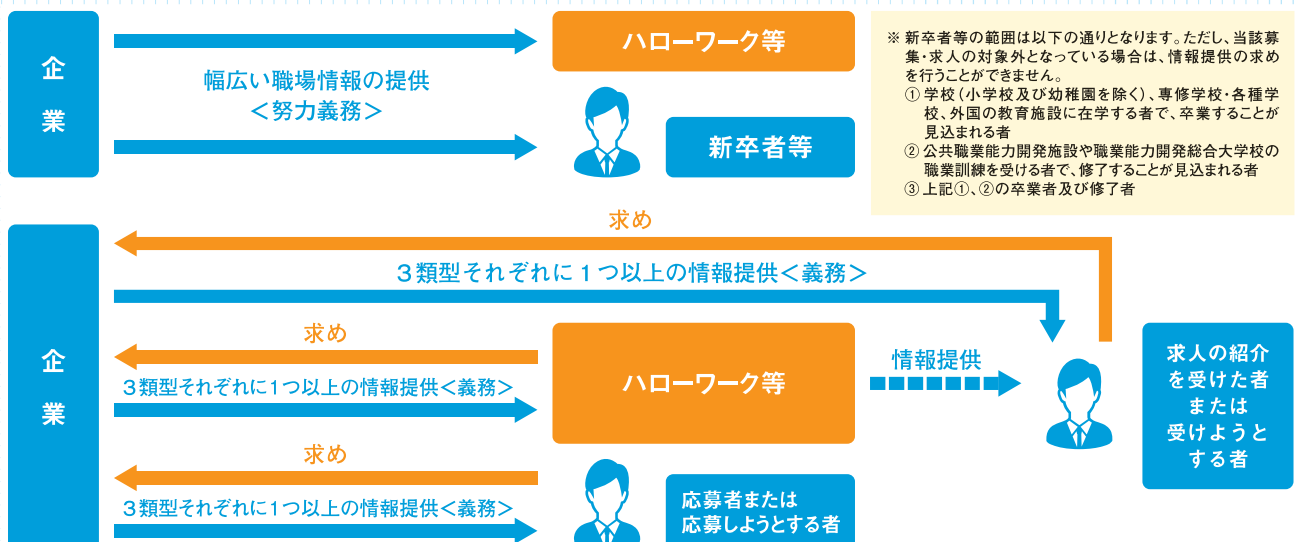 企業
ハローワーク等
幅広い職場情報の提供
＜努力義務＞
新卒者等
※ 新卒者等の範囲は以下の通りとなります。ただし、当該募
集・求人の対象外となっている場合は、情報提供の求め
を行うことができません。
① 学校（小学校及び幼稚園を除く）、専修学校・各種学
校、外国の教育施設に在学する者で、卒業することが
見込まれる者
② 公共職業能力開発施設や職業能力開発総合大学校の
職業訓練を受ける者で、修了することが見込まれる者
③ 上記①、②の卒業者及び修了者
企業
求め
３類型それぞれに１つ以上の情報提供＜義務＞
求め
３類型それぞれに１つ以上の情報提供＜義務＞
ハローワーク等
情報提供
求人の紹介
を受けた者
または
受けようと
する者
求め
３類型それぞれに１つ以上の情報提供＜義務＞
応募者または
応募しようとする者